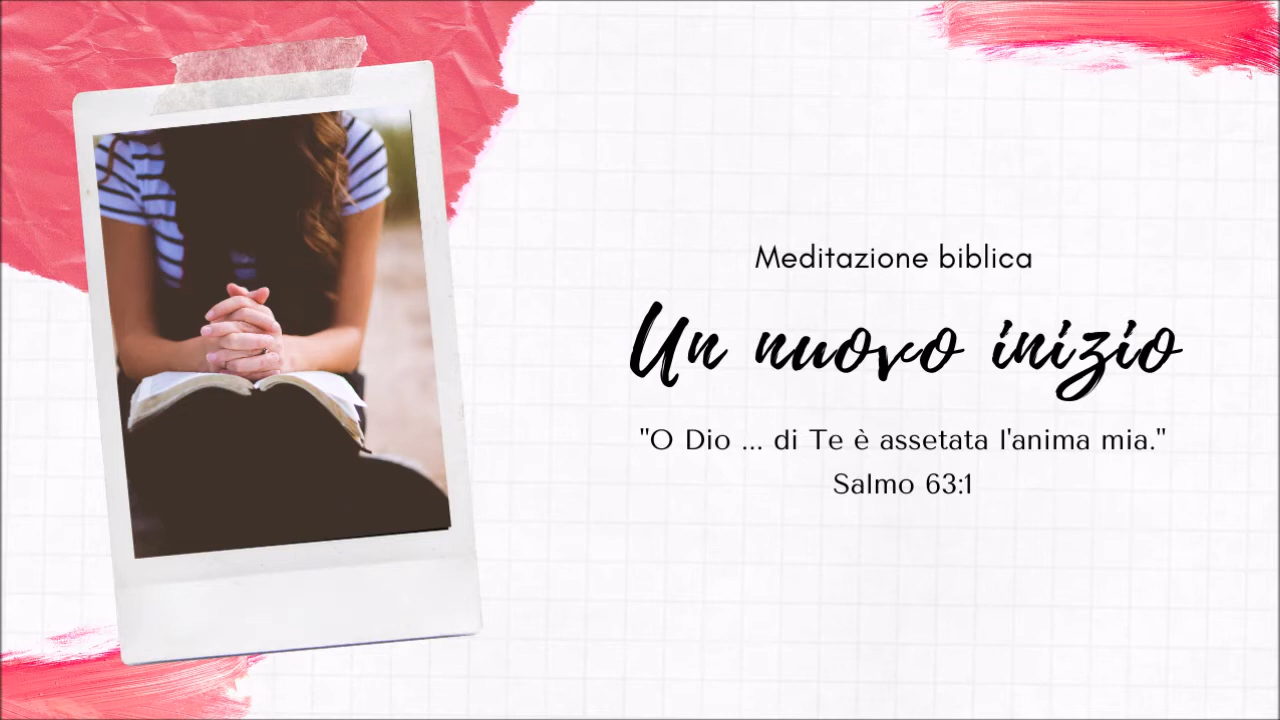 Meditazione biblica
Un nuovo inizio
"O Dio ... di Te è assetata l'anima mia."
Salmo 63:1